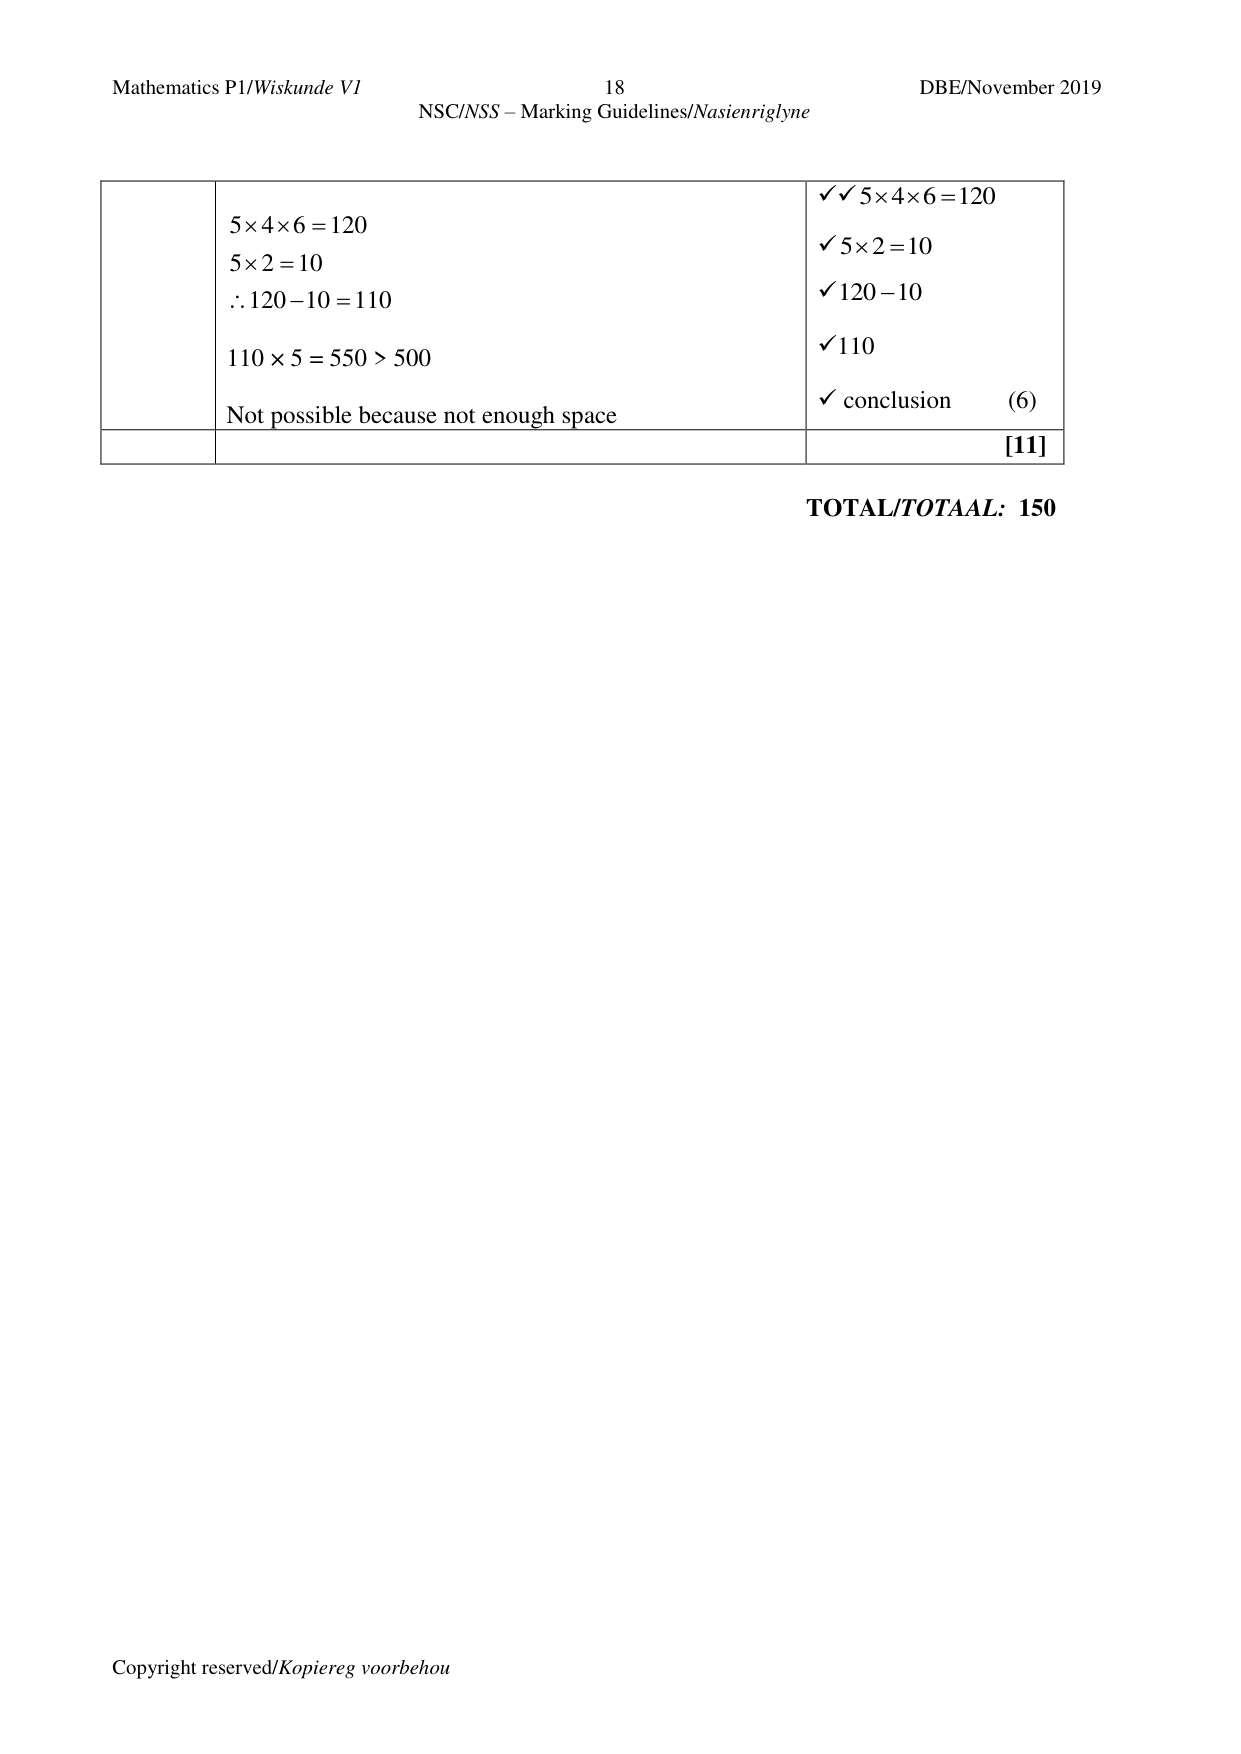 Mathematics P1/Wiskunde V1 18 DBE/November 2019
NSC/NSS – Marking Guidelines/Nasienriglyne
5×4×6=120
5×2=10
∴120−10=110
110 × 5 = 550 > 500
Not possible because not enough space
✓✓5×4×6=120
✓5×2=10
✓120−10
✓110
✓ conclusion (6)
[11]
TOTAL/TOTAAL: 150
Copyright reserved/Kopiereg voorbehou